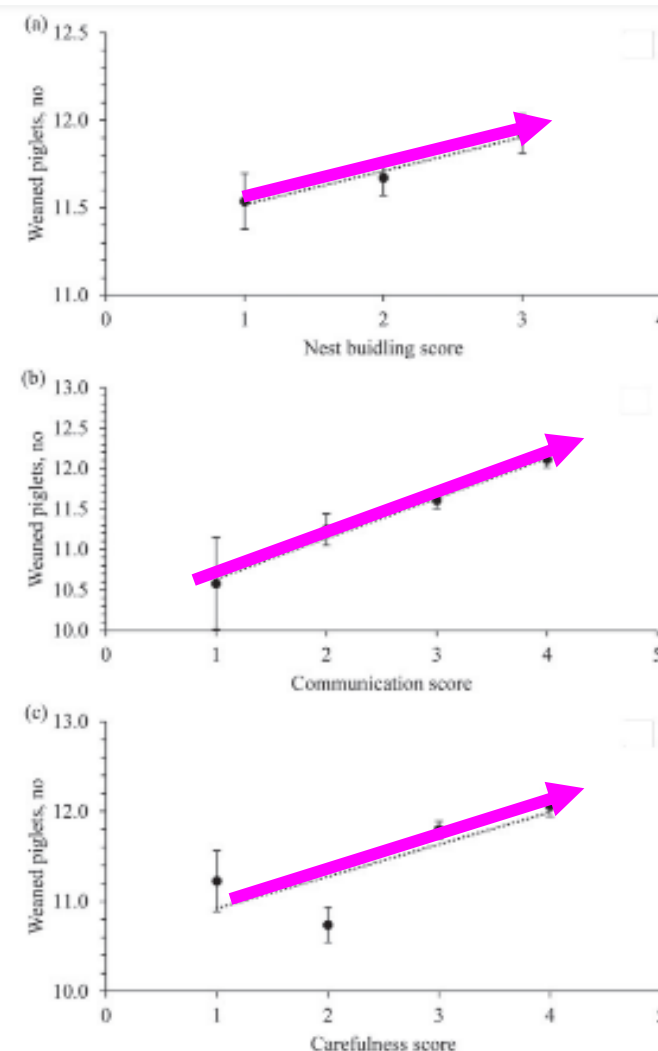 (a)
12.5
12.0
11.5
11.0
Weaned piglets, no
0 1 2 3 4
Nest buidling score
(b)
13.0
12.5
12.0
11.5
11.0
10.5
10.0
Weaned piglets, no
0 1 2 3 4 5
Communication score
(c)
13.0
12.0
11.0
10.0
Weaned piglets, no
0 1 2 3 4 5
Carefulness score